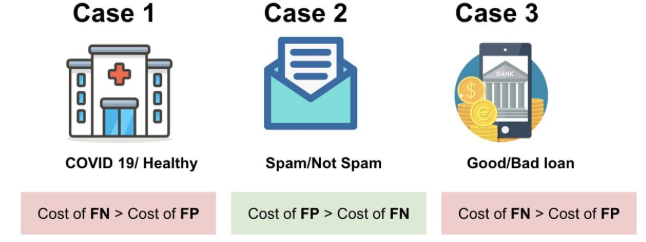 Case 1
Case 2
Case 3
BANK
COVID 19/ Healthy
Spam/Not Spam
Good/Bad loan
Cost of FN > Cost of FP
Cost of FP > Cost of FN
Cost of FN > Cost of FP